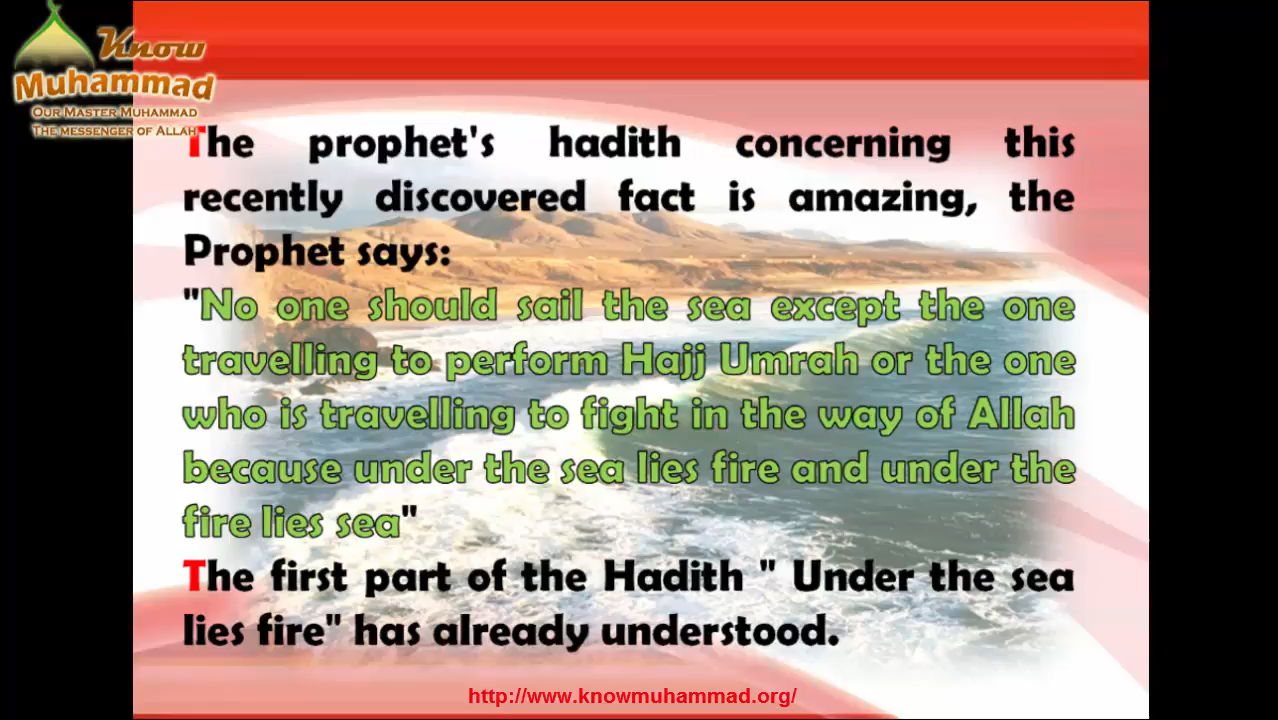 Know
Muhammad
OUR MASTER MUHAMMAD
THE MESSENGER OF ALLAH
The prophet's hadith concerning this
recently discovered fact is amazing, the
Prophet says:
"No one should sail the sea except the one
travelling to perform Hajj Umrah or the one
who is travelling to fight in the way of Allah
because under the sea lies fire and under the
fire lies sea"
The first part of the Hadith " Under the sea
lies fire" has already understood.
http://www.knowmuhammad.org/